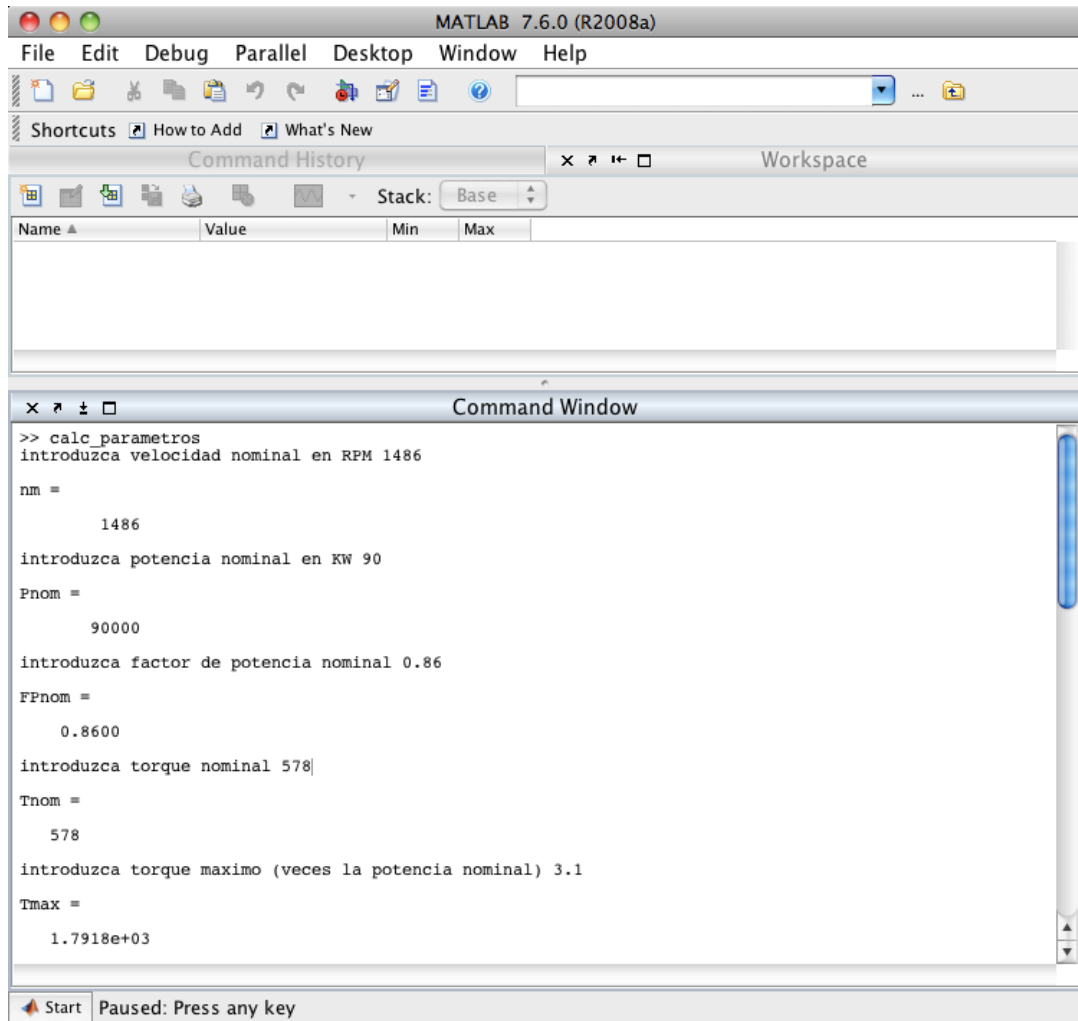 MATLAB 7.6.0 (R2008a)
File Edit Debug Parallel Desktop Window Help
...
Shortcuts How to Add What's New
Command History Workspace
Stack: Base
Name Value Min Max
Command Window
>> calc_parametros
introduzca velocidad nominal en RPM 1486
nm =
1486
introduzca potencia nominal en KW 90
Pnom =
90000
introduzca factor de potencia nominal 0.86
FPnom =
0.8600
introduzca torque nominal 578
Tnom =
578
introduzca torque maximo (veces la potencia nominal) 3.1
Tmax =
1.7918e+03
Start Paused: Press any key